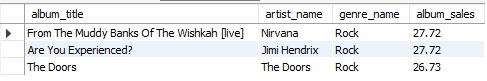 album_title artist_name genre_name album_sales
From The Muddy Banks Of The Wishkah [live] Nirvana Rock 27.72
Are You Experienced? Jimi Hendrix Rock 27.72
The Doors The Doors Rock 26.73